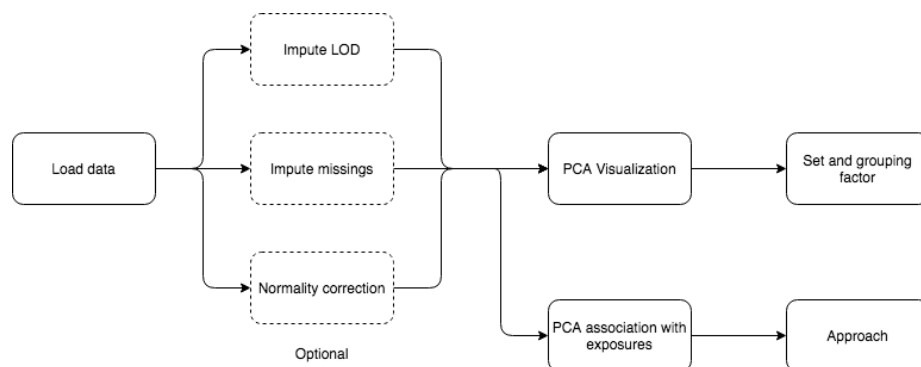 Impute LOD
Load data
Impute missings
PCA Visualization
Set and grouping
factor
Normality correction
Optional
PCA association with
exposures
Approach